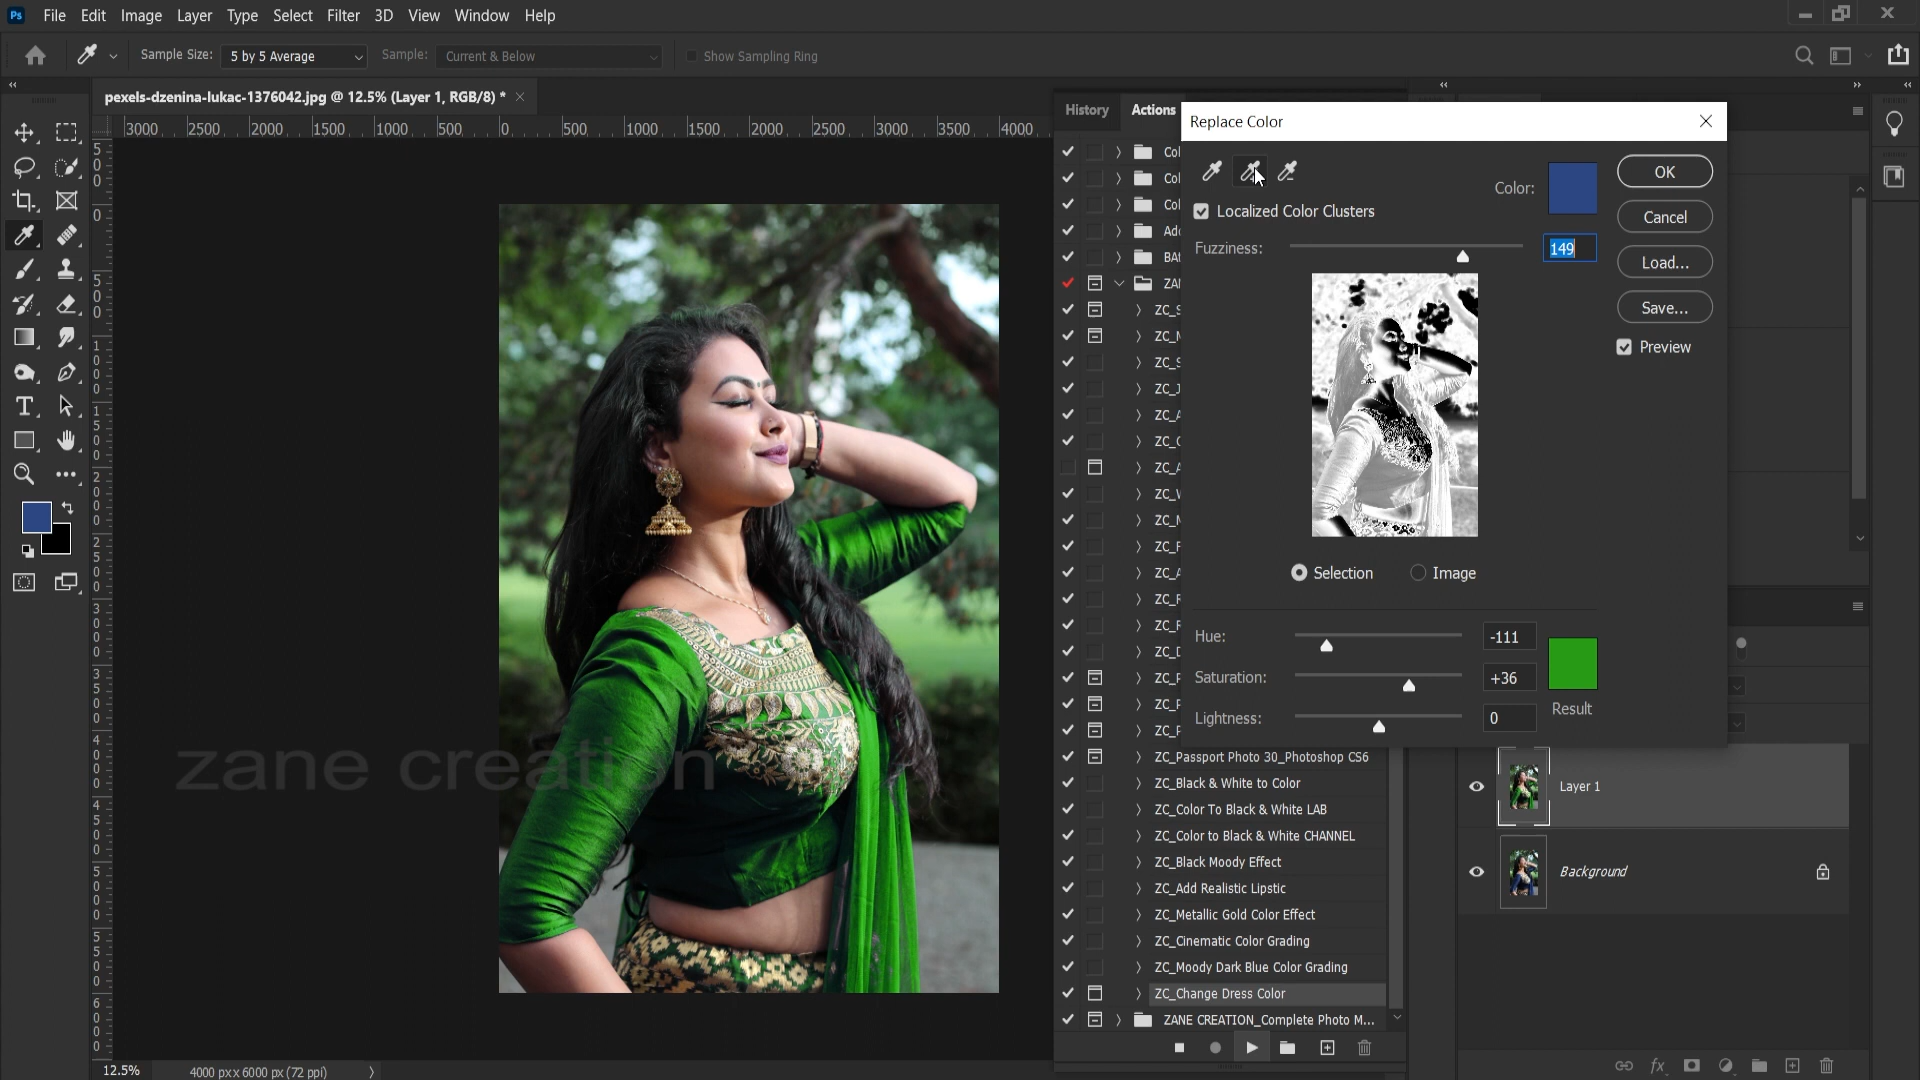 Ps File Edit Image Layer Type Select Filter 3D View Window Help
Sample Size: 5 by 5 Average Sample: Current & Below Show Sampling Ring
pexels-dzenina-lukac-1376042.jpg @ 12.5% (Layer 1, RGB/8) *
3000 2500 2000 1500 1000 500 0 500 1000 1500 2000 2500 3000 3500 4000
History Actions
Replace Color
OK
Color:
Cancel
Localized Color Clusters
Fuzziness: 149
Load...
Save...
Preview
Selection Image
Hue: -111
Saturation: +36
Result
Lightness: 0
zane creation
ZC_Passport Photo 30_Photoshop CS6
ZC_Black & White to Color
ZC_Color To Black & White LAB
ZC_Color to Black & White CHANNEL
ZC_Black Moody Effect
ZC_Add Realistic Lipstic
ZC_Metallic Gold Color Effect
ZC_Cinematic Color Grading
ZC_Moody Dark Blue Color Grading
ZC_Change Dress Color
ZANE CREATION_Complete Photo M...
Layer 1
Background
fx
12.5% 4000 px x 6000 px (72 ppi)